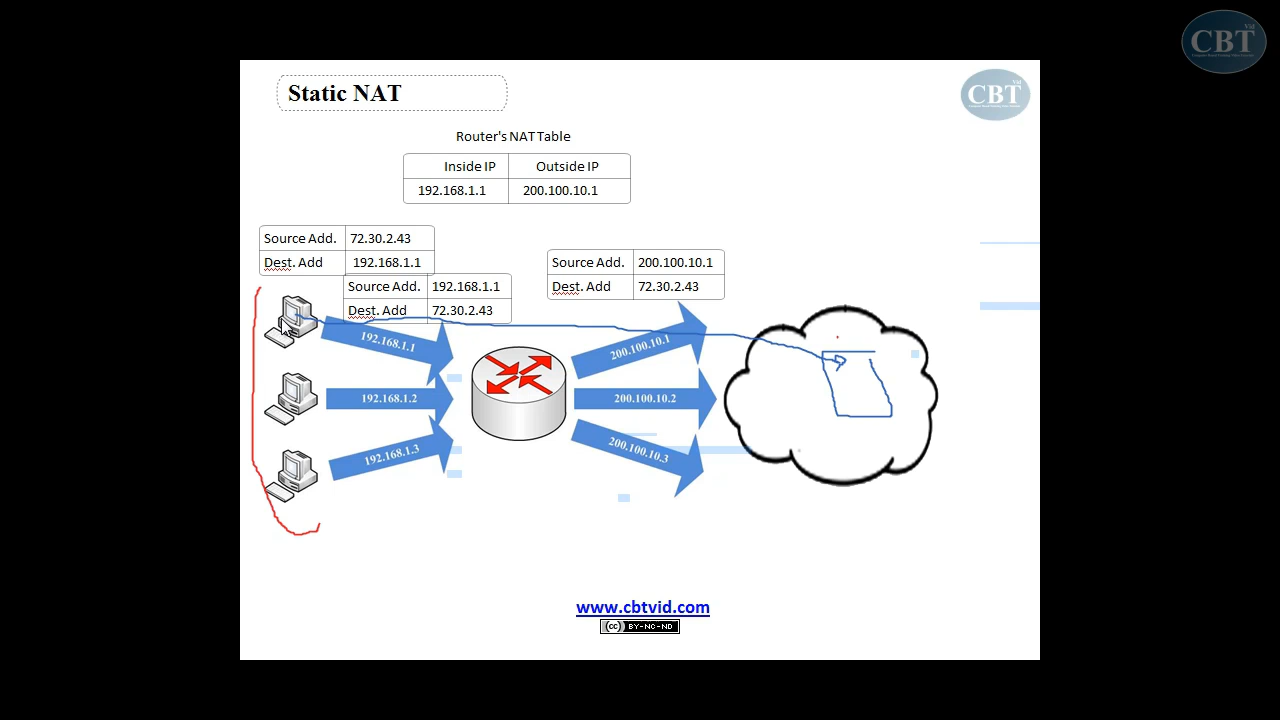 CBT
Vid
Static NAT
CBT
Vid
Router's NAT Table
Inside IP Outside IP
192.168.1.1 200.100.10.1
Source Add. 72.30.2.43
Dest. Add 192.168.1.1
Source Add. 200.100.10.1
Dest. Add 72.30.2.43
Source Add. 192.168.1.1
Dest. Add 72.30.2.43
192.168.1.1
200.100.10.1
192.168.1.2
200.100.10.2
192.168.1.3
200.100.10.3
www.cbtvid.com
cc BY-NC-ND